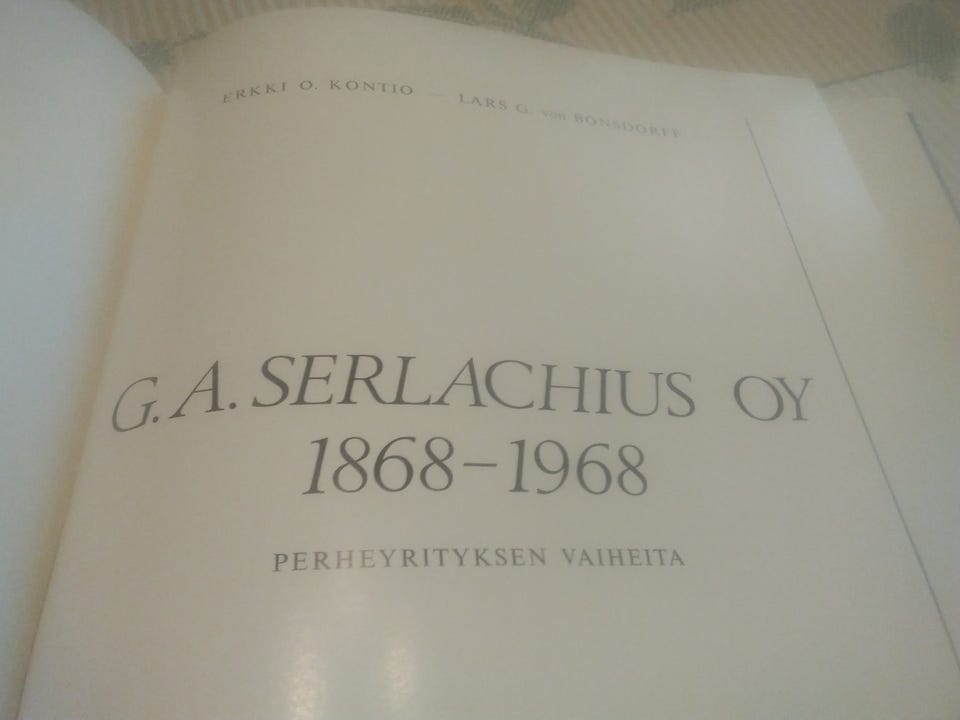 ERKKI O. KONTIO — LARS G. von BONSDORFF
G. A. SERLACHIUS OY
1868–1968
PERHEYRITYKSEN VAIHEITA